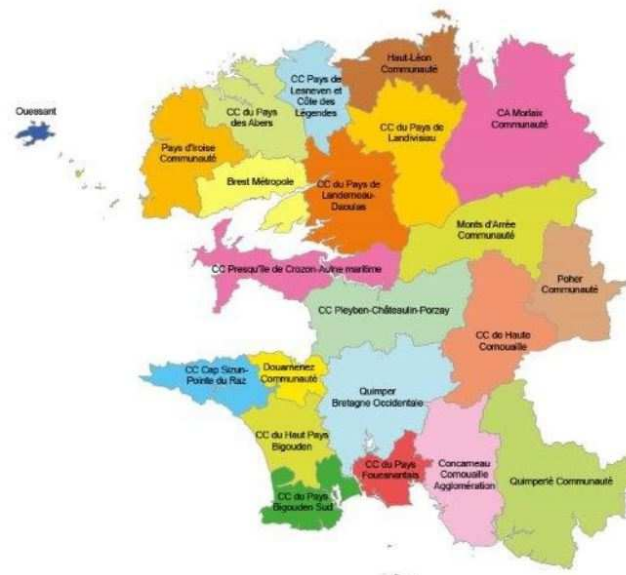 Haut-Léon
Communauté
CC Pays de
Lesneven et
Côte des
Légendes
Ouessant
CC du Pays
des Abers
CA Morlaix
Communauté
CC du Pays de
Landivisiau
Pays d'Iroise
Communauté
Brest Métropole
CC du Pays de
Landerneau-
Daoulas
Monts d'Arrée
Communauté
CC Presqu'île de Crozon-Aulne maritime
Poher
Communauté
CC Pleyben-Châteaulin-Porzay
CC de Haute
Cornouaille
CC Cap Sizun-
Pointe du Raz
Douarnenez
Communauté
Quimper
Bretagne Occidentale
CC du Haut Pays
Bigouden
CC du Pays
Fouesnantais
Concarneau
Cornouaille
Agglomération
Quimperlé Communauté
CC du Pays
Bigouden Sud